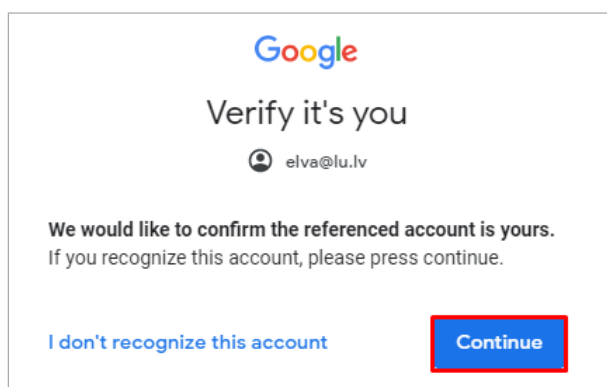 Google
Verify it's you
elva@lu.lv
We would like to confirm the referenced account is yours.
If you recognize this account, please press continue.
I don't recognize this account
Continue